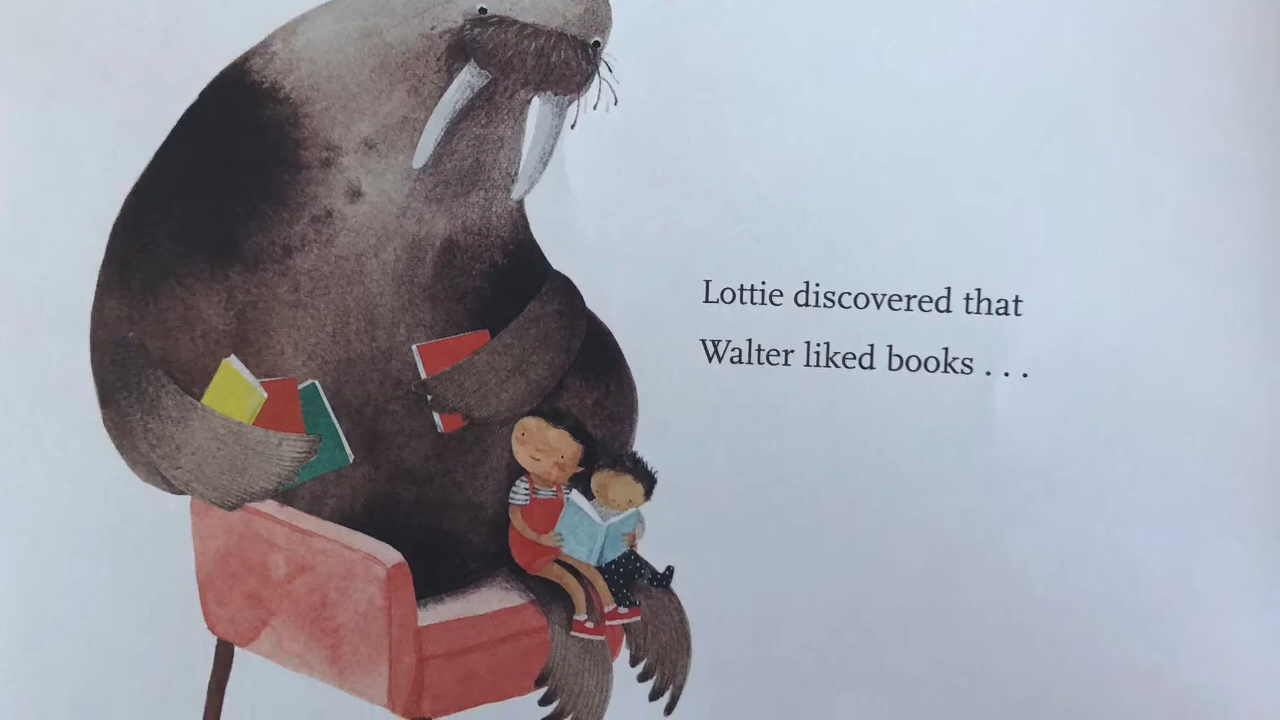 Lottie discovered that
Walter liked books . . .